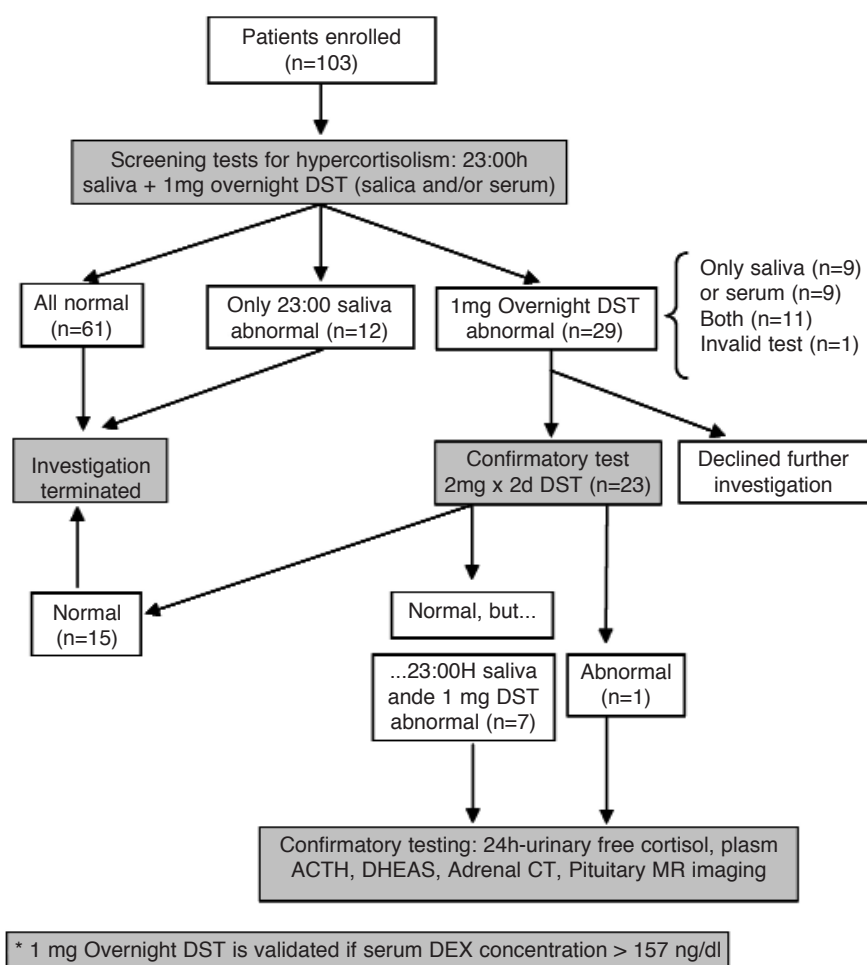 Patients enrolled
(n=103)
Screening tests for hypercortisolism: 23:00h
saliva + 1mg overnight DST (salica and/or serum)
All normal
(n=61)
Only 23:00 saliva
abnormal (n=12)
1mg Overnight DST
abnormal (n=29)
Only saliva (n=9)
or serum (n=9)
Both (n=11)
Invalid test (n=1)
Investigation
terminated
Confirmatory test
2mg x 2d DST (n=23)
Declined further
investigation
Normal
(n=15)
Normal, but...
...23:00H saliva
ande 1 mg DST
abnormal (n=7)
Abnormal
(n=1)
Confirmatory testing: 24h-urinary free cortisol, plasm
ACTH, DHEAS, Adrenal CT, Pituitary MR imaging
* 1 mg Overnight DST is validated if serum DEX concentration > 157 ng/dl